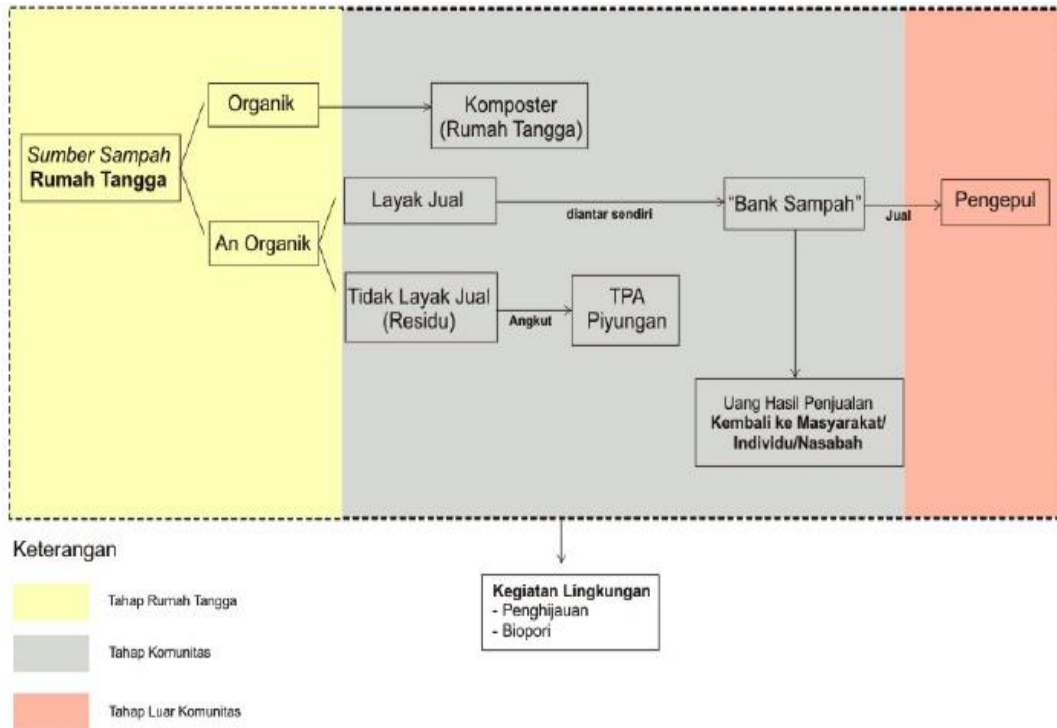 Organik
Komposter
(Rumah Tangga)
Sumber Sampah
Rumah Tangga
Layak Jual
diantar sendiri
"Bank Sampah"
Jual
Pengepul
An Organik
Tidak Layak Jual
(Residu)
Angkut
TPA
Piyungan
Uang Hasil Penjualan
Kembali ke Masyarakat/
Individu/Nasabah
Keterangan
Tahap Rumah Tangga
Tahap Komunitas
Tahap Luar Komunitas
Kegiatan Lingkungan
- Penghijauan
- Biopori